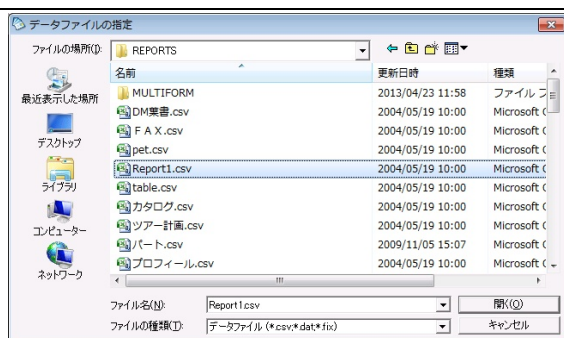 データファイルの指定
ファイルの場所(I): REPORTS
名前 更新日時 種類
MULTIFORM 2013/04/23 11:58 ファイル フ
DM葉書.csv 2004/05/19 10:00 Microsoft C
ＦＡＸ.csv 2004/05/19 10:00 Microsoft C
pet.csv 2004/05/19 10:00 Microsoft C
Report1.csv 2004/05/19 10:00 Microsoft C
table.csv 2004/05/19 10:00 Microsoft C
カタログ.csv 2004/05/19 10:00 Microsoft C
ツアー計画.csv 2004/05/19 10:00 Microsoft C
パート.csv 2009/11/05 15:07 Microsoft C
プロフィール.csv 2004/05/19 10:00 Microsoft C
最近表示した場所
デスクトップ
ライブラリ
コンピューター
ネットワーク
ファイル名(N): Report1.csv 開く(O)
ファイルの種類(T): データファイル (*.csv;*.dat;*.fix) キャンセル